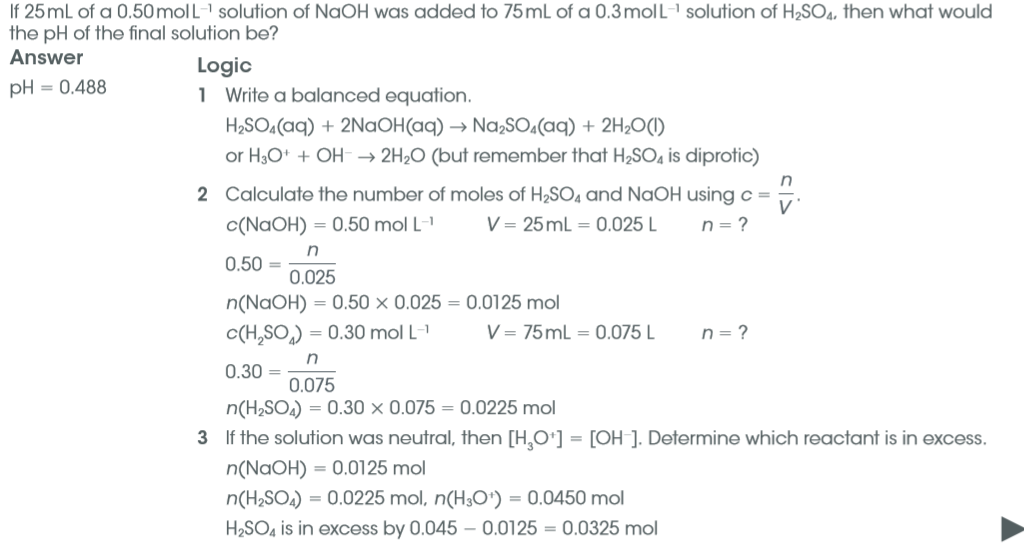 If 25 mL of a 0.50 mol L⁻¹ solution of NaOH was added to 75 mL of a 0.3 mol L⁻¹ solution of H₂SO₄, then what would
the pH of the final solution be?
Answer
pH = 0.488
Logic
1 Write a balanced equation.
H₂SO₄(aq) + 2NaOH(aq) → Na₂SO₄(aq) + 2H₂O(l)
or H₃O⁺ + OH⁻ → 2H₂O (but remember that H₂SO₄ is diprotic)
2 Calculate the number of moles of H₂SO₄ and NaOH using c = n/V.
c(NaOH) = 0.50 mol L⁻¹ V = 25 mL = 0.025 L n = ?
0.50 = n/0.025
n(NaOH) = 0.50 × 0.025 = 0.0125 mol
c(H₂SO₄) = 0.30 mol L⁻¹ V = 75 mL = 0.075 L n = ?
0.30 = n/0.075
n(H₂SO₄) = 0.30 × 0.075 = 0.0225 mol
3 If the solution was neutral, then [H₃O⁺] = [OH⁻]. Determine which reactant is in excess.
n(NaOH) = 0.0125 mol
n(H₂SO₄) = 0.0225 mol, n(H₃O⁺) = 0.0450 mol
H₂SO₄ is in excess by 0.045 − 0.0125 = 0.0325 mol